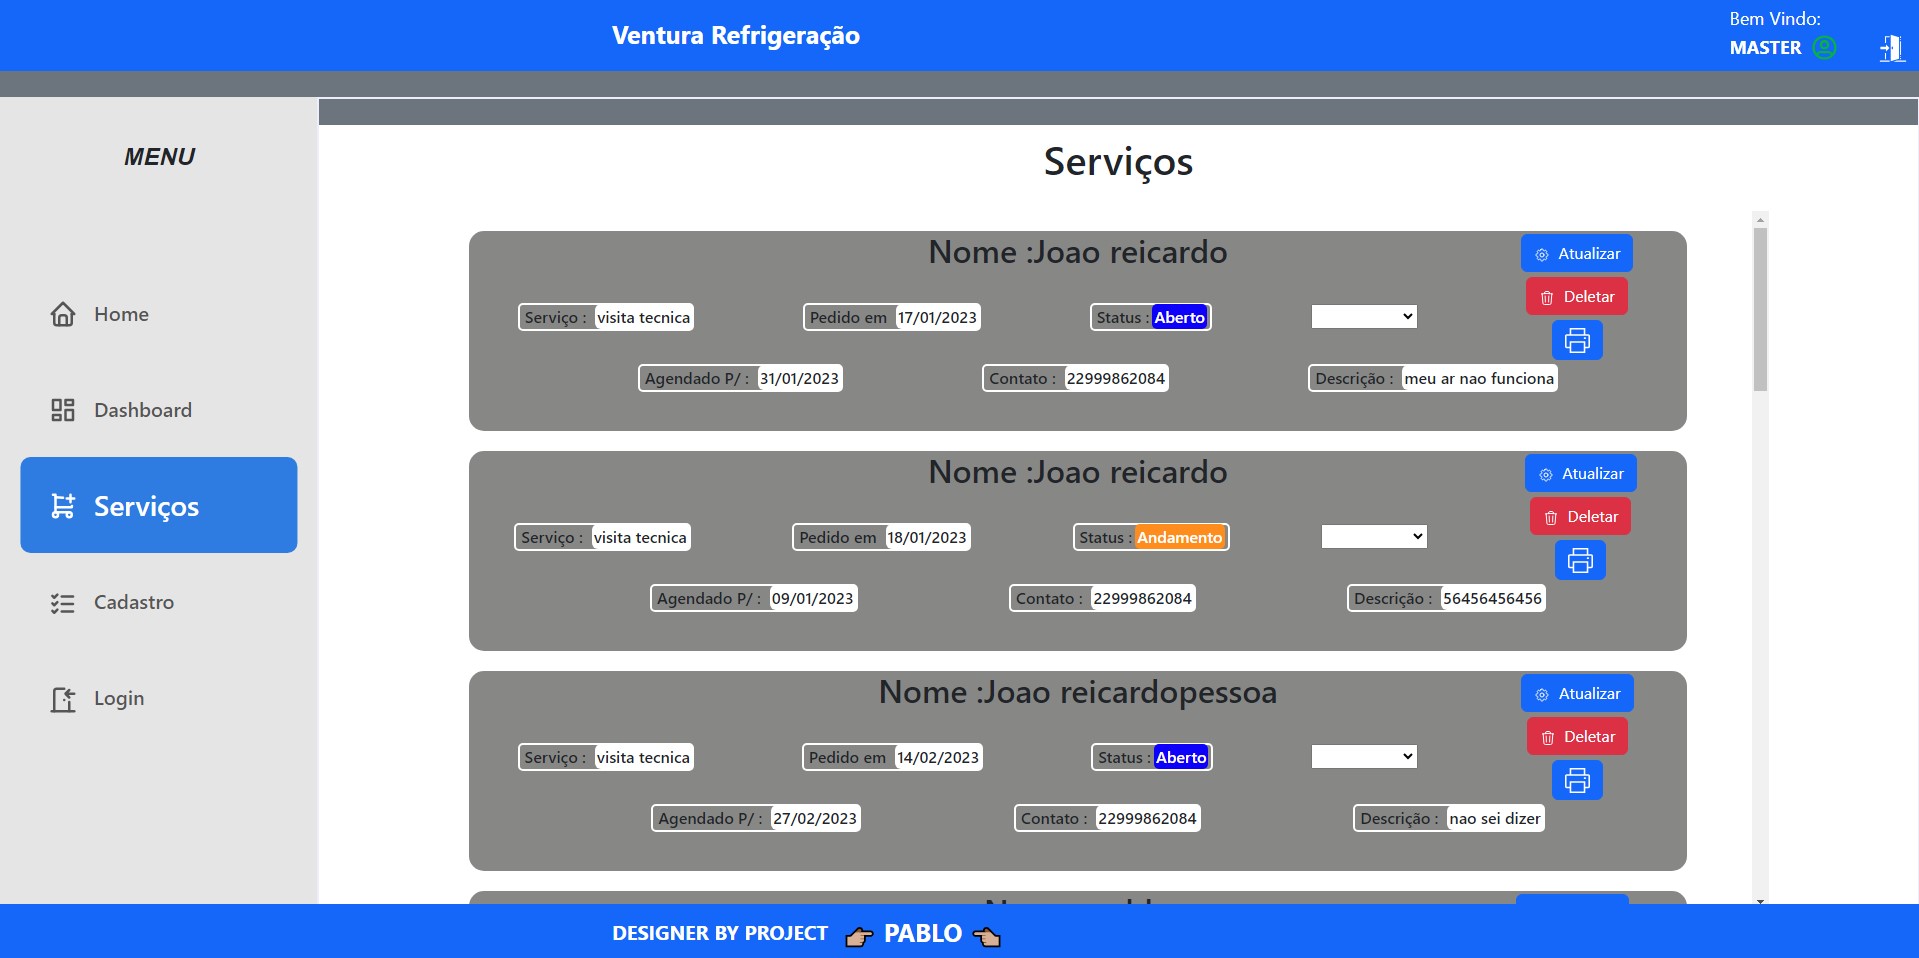 Ventura Refrigeração
Bem Vindo:
MASTER
MENU
Home
Dashboard
Serviços
Cadastro
Login
Serviços
Nome :Joao reicardo
Atualizar
Deletar
Serviço : visita tecnica
Pedido em 17/01/2023
Status : Aberto
Agendado P/ : 31/01/2023
Contato : 22999862084
Descrição : meu ar nao funciona
Nome :Joao reicardo
Atualizar
Deletar
Serviço : visita tecnica
Pedido em 18/01/2023
Status : Andamento
Agendado P/ : 09/01/2023
Contato : 22999862084
Descrição : 56456456456
Nome :Joao reicardopessoa
Atualizar
Deletar
Serviço : visita tecnica
Pedido em 14/02/2023
Status : Aberto
Agendado P/ : 27/02/2023
Contato : 22999862084
Descrição : nao sei dizer
DESIGNER BY PROJECT 👉🏽 PABLO 👈🏽